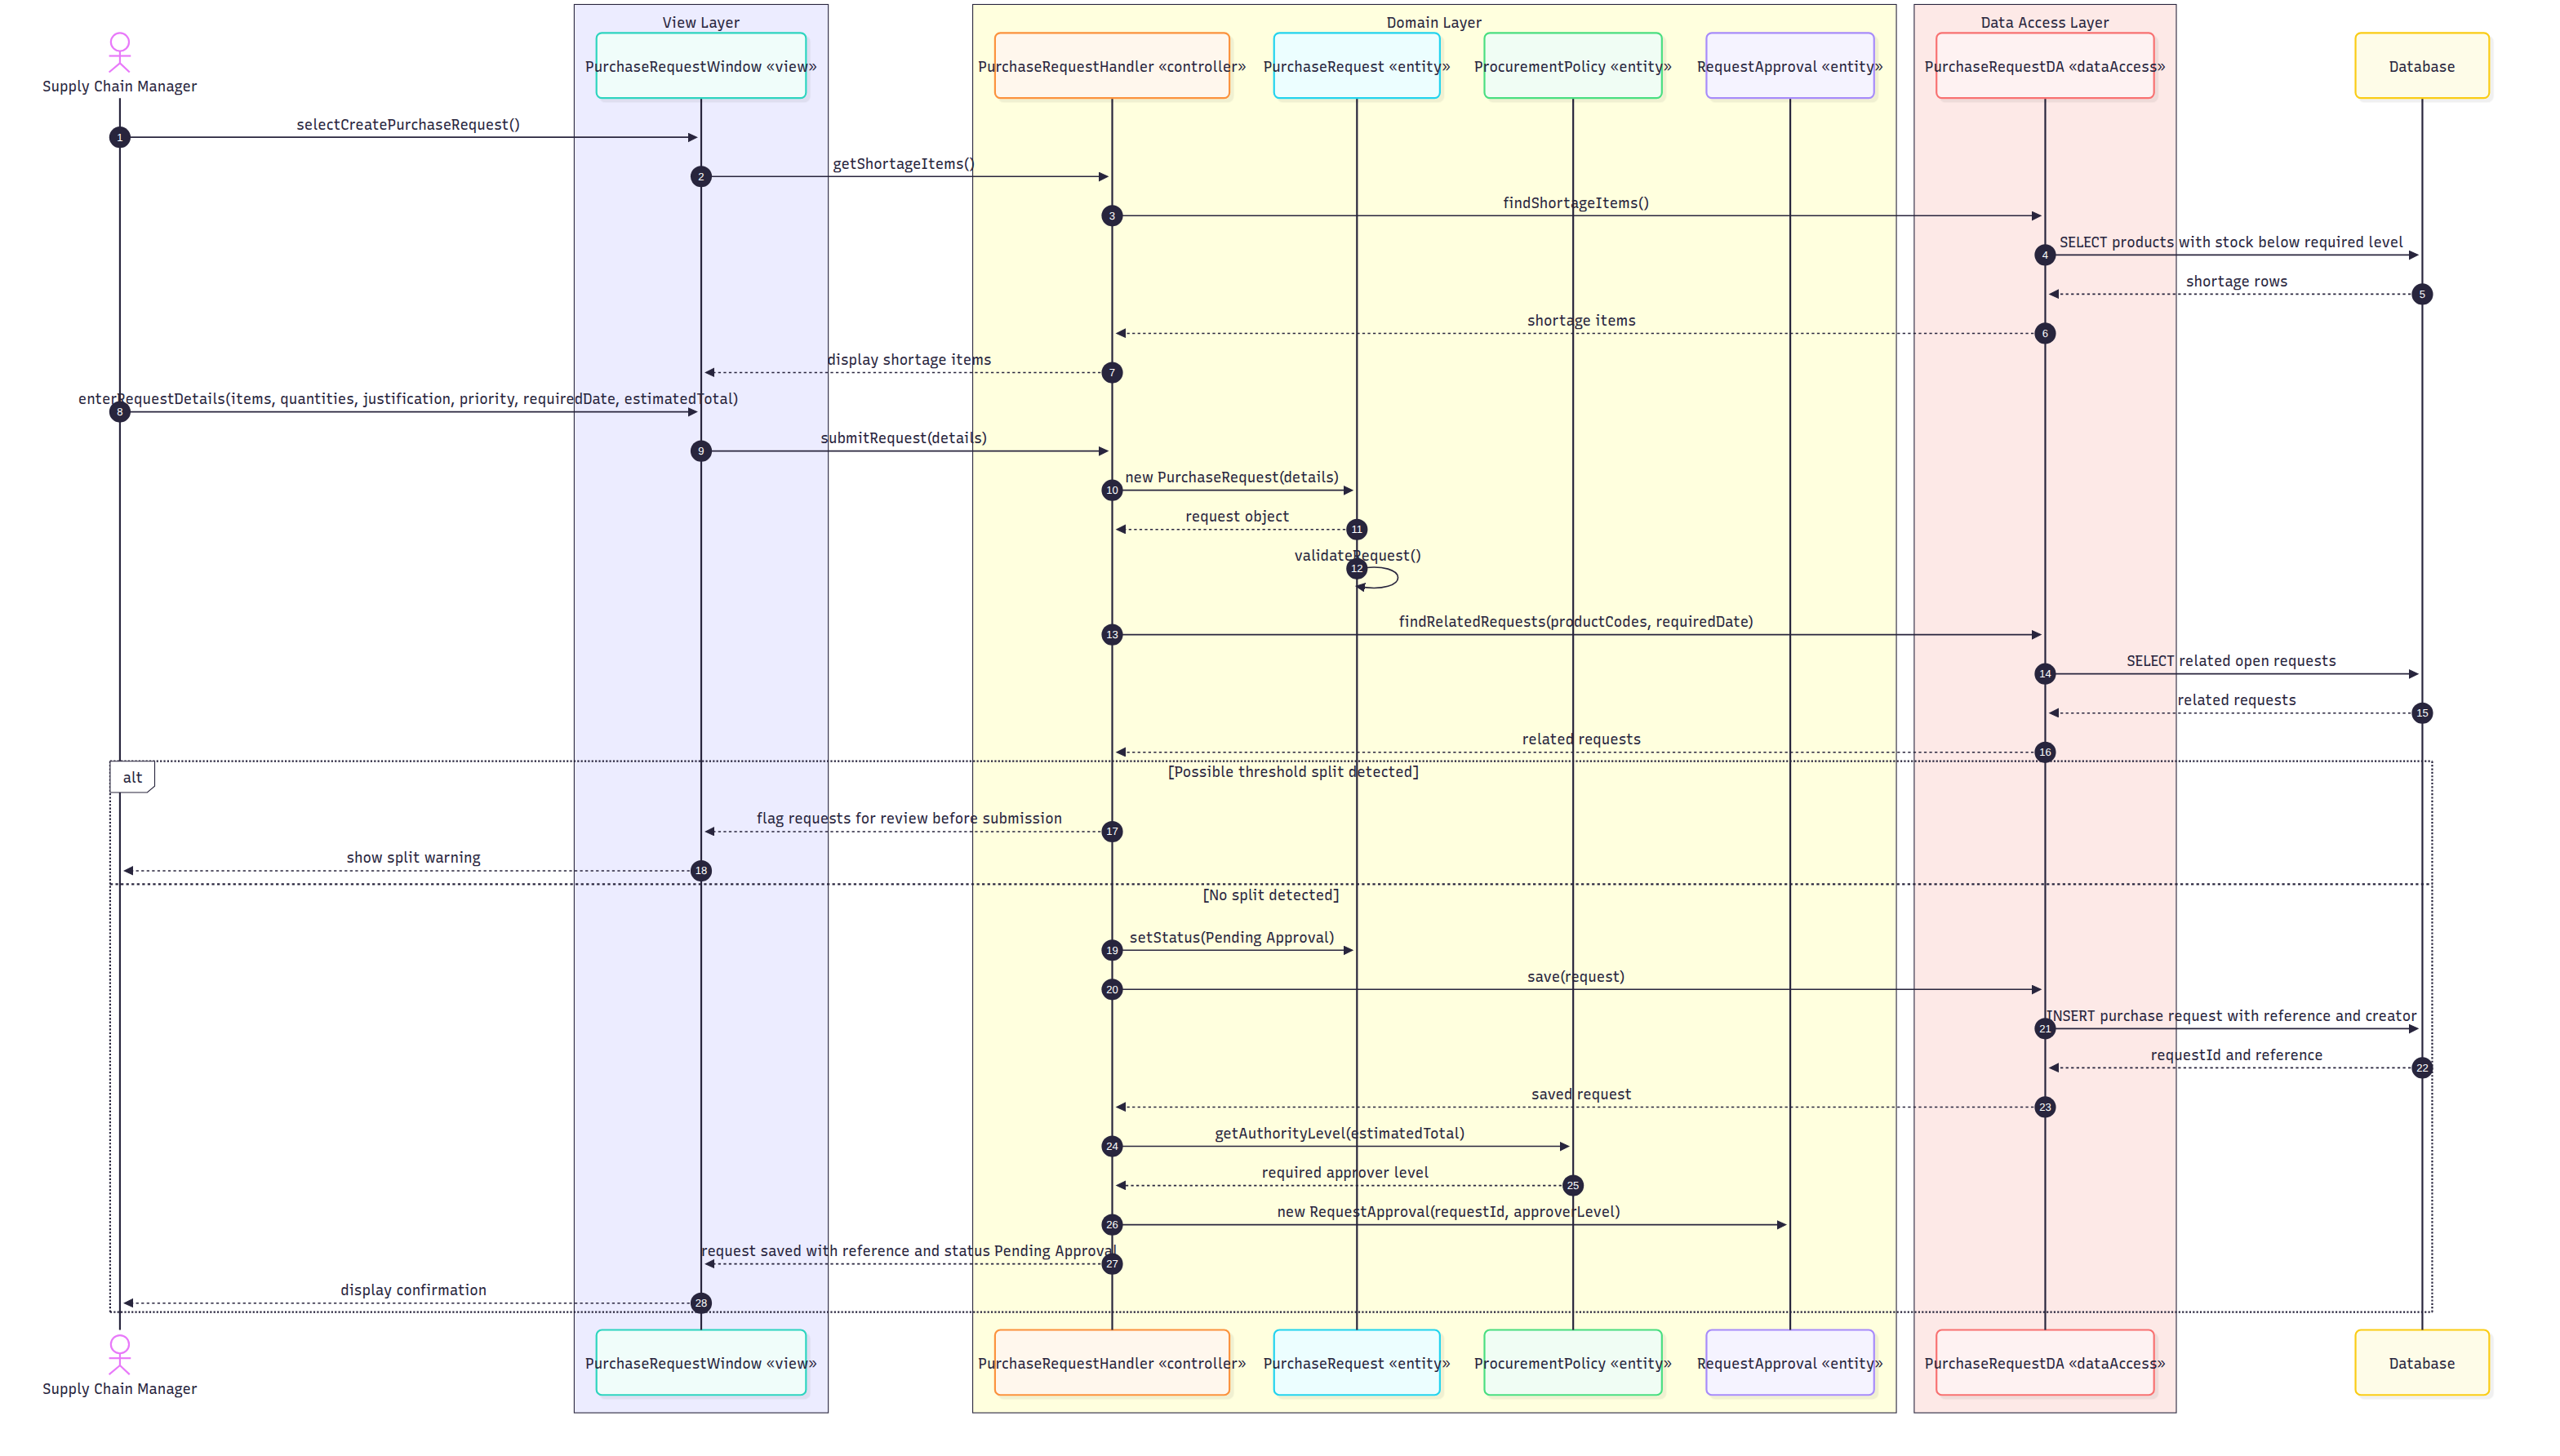 View Layer
Domain Layer
Data Access Layer
Supply Chain Manager
PurchaseRequestWindow «view»
PurchaseRequestHandler «controller»
PurchaseRequest «entity»
ProcurementPolicy «entity»
RequestApproval «entity»
PurchaseRequestDA «dataAccess»
Database
1
selectCreatePurchaseRequest()
2
getShortageItems()
3
findShortageItems()
4
SELECT products with stock below required level
5
shortage rows
6
shortage items
7
display shortage items
8
enterRequestDetails(items, quantities, justification, priority, requiredDate, estimatedTotal)
9
submitRequest(details)
10
new PurchaseRequest(details)
11
request object
12
validateRequest()
13
findRelatedRequests(productCodes, requiredDate)
14
SELECT related open requests
15
related requests
16
related requests
alt
[Possible threshold split detected]
17
flag requests for review before submission
18
show split warning
[No split detected]
19
setStatus(Pending Approval)
20
save(request)
21
INSERT purchase request with reference and creator
22
requestId and reference
23
saved request
24
getAuthorityLevel(estimatedTotal)
25
required approver level
26
new RequestApproval(requestId, approverLevel)
27
request saved with reference and status Pending Approval
28
display confirmation
Supply Chain Manager
PurchaseRequestWindow «view»
PurchaseRequestHandler «controller»
PurchaseRequest «entity»
ProcurementPolicy «entity»
RequestApproval «entity»
PurchaseRequestDA «dataAccess»
Database